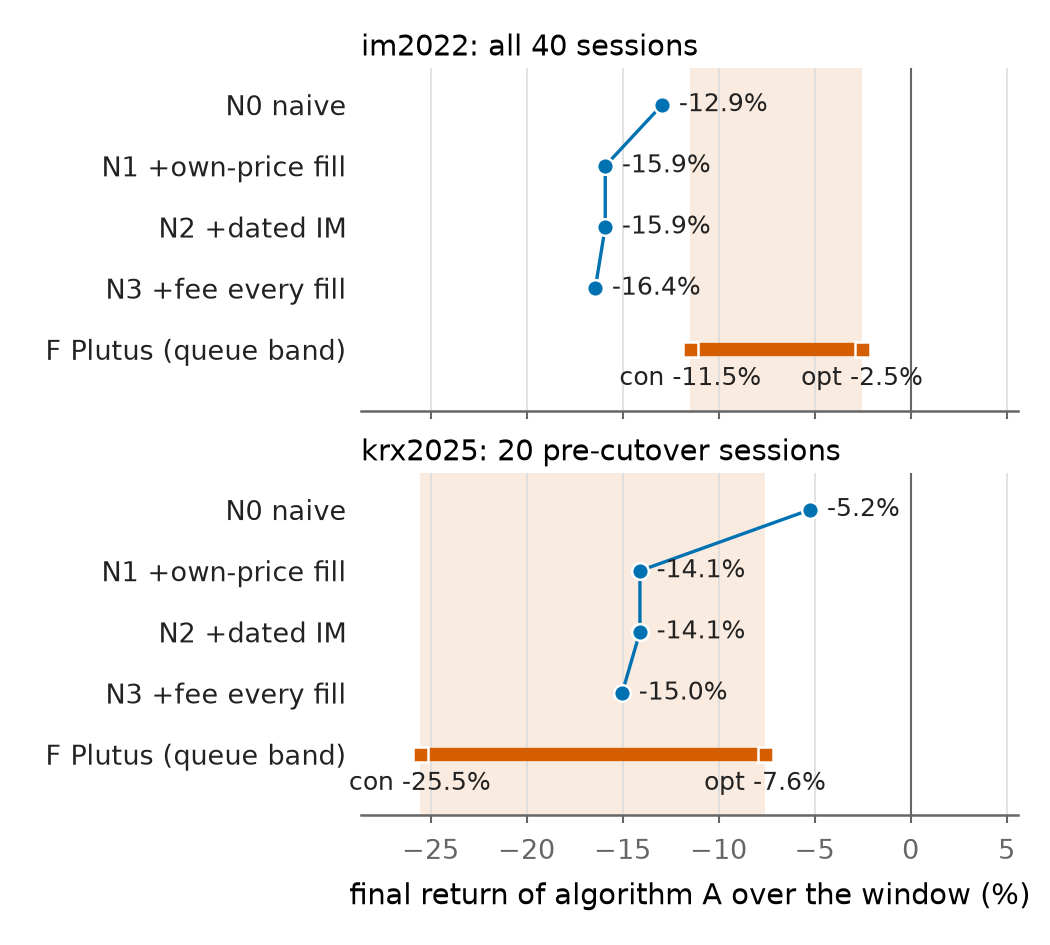 im2022: all 40 sessions
N0 naive
-12.9%
N1 +own-price fill
-15.9%
N2 +dated IM
-15.9%
N3 +fee every fill
-16.4%
F Plutus (queue band)
con -11.5%
opt -2.5%
krx2025: 20 pre-cutover sessions
N0 naive
-5.2%
N1 +own-price fill
-14.1%
N2 +dated IM
-14.1%
N3 +fee every fill
-15.0%
F Plutus (queue band)
con -25.5%
opt -7.6%
−25 −20 −15 −10 −5 0 5
final return of algorithm A over the window (%)